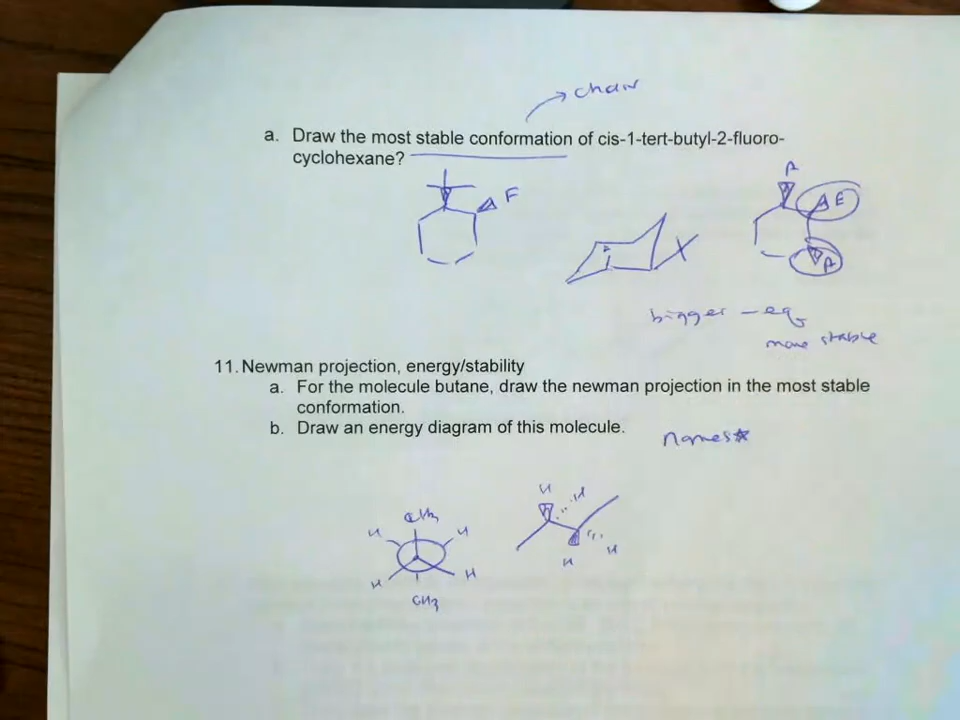 chair
a. Draw the most stable conformation of cis-1-tert-butyl-2-fluoro-
cyclohexane?
F
bigger - eq
more stable
11. Newman projection, energy/stability
a. For the molecule butane, draw the newman projection in the most stable
conformation.
b. Draw an energy diagram of this molecule.
names*
H H
CH3
H H
H H
H H
CH3